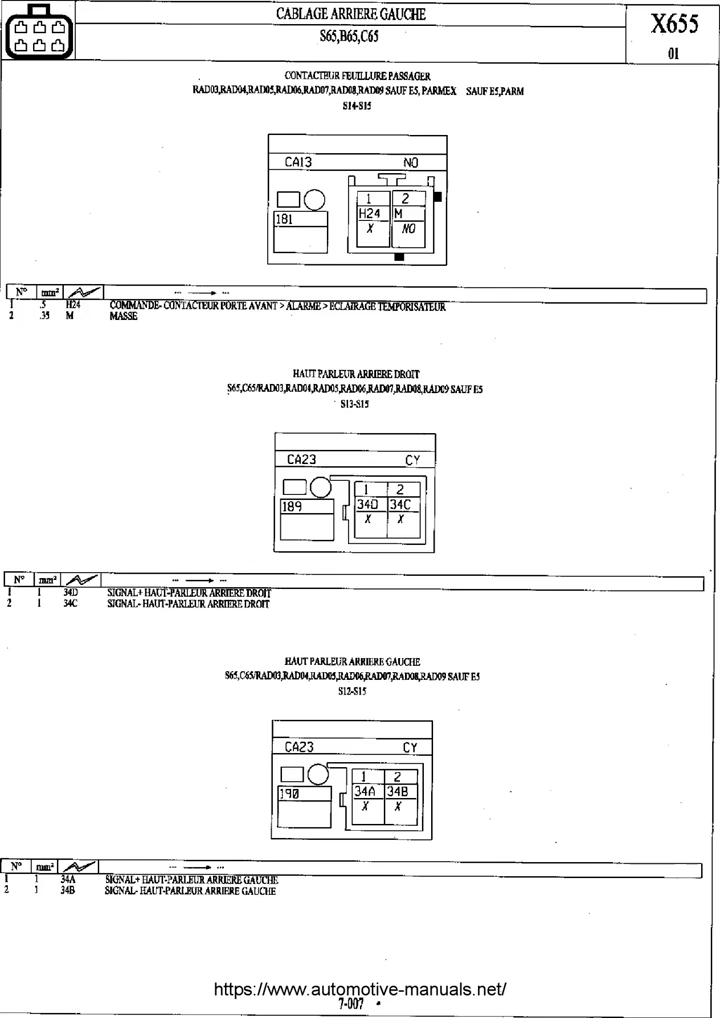 CABLAGE ARRIERE GAUCHE
S65,B65,C65
X655
01
CONTACTEUR FEUILLURE PASSAGER
RAD03,RAD04,RAD05,RAD06,RAD07,RAD08,RAD09 SAUF E5, PARMEX SAUF E5,PARM
S14-S15
CA13 NO
1 2
181 H24 M
X NO
N° mm² ... ...
1 .5 H24 COMMANDE- CONTACTEUR PORTE AVANT > ALARME > ECLAIRAGE TEMPORISATEUR
2 .35 M MASSE
HAUT PARLEUR ARRIERE DROIT
S65,C65/RAD03,RAD04,RAD05,RAD06,RAD07,RAD08,RAD09 SAUF E5
S13-S15
CA23 CY
1 2
189 34D 34C
X X
N° mm² ... ...
1 1 34D SIGNAL+ HAUT-PARLEUR ARRIERE DROIT
2 1 34C SIGNAL- HAUT-PARLEUR ARRIERE DROIT
HAUT PARLEUR ARRIERE GAUCHE
S65,C65/RAD03,RAD04,RAD05,RAD06,RAD07,RAD08,RAD09 SAUF E5
S12-S15
CA23 CY
1 2
190 34A 34B
X X
N° mm² ... ...
1 1 34A SIGNAL+ HAUT-PARLEUR ARRIERE GAUCHE
2 1 34B SIGNAL- HAUT-PARLEUR ARRIERE GAUCHE
https://www.automotive-manuals.net/
7-007